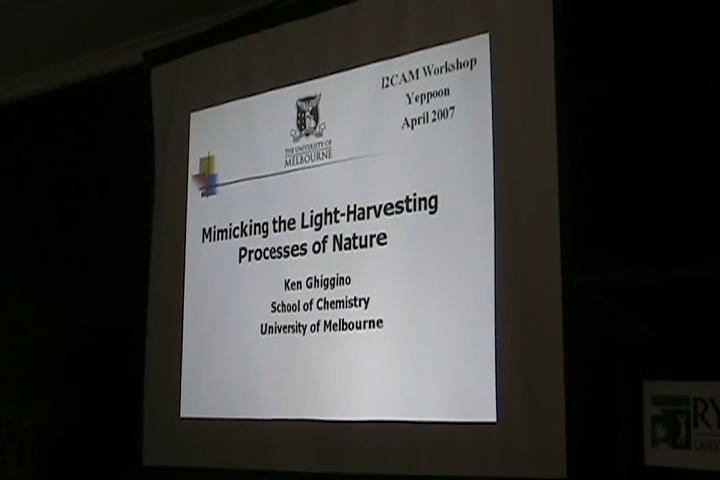 I2CAM Workshop
Yeppoon
April 2007
THE UNIVERSITY OF
MELBOURNE
Mimicking the Light-Harvesting
Processes of Nature
Ken Ghiggino
School of Chemistry
University of Melbourne